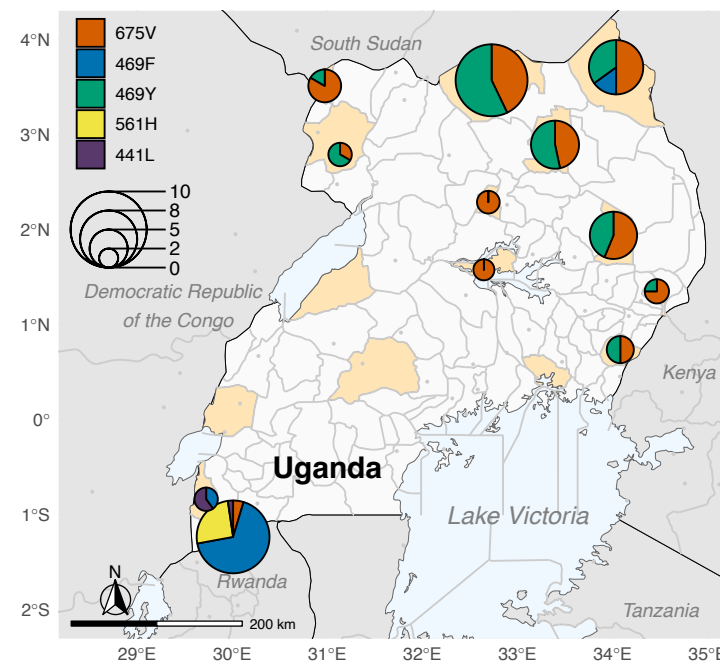 4°N
3°N
2°N
1°N
0°
1°S
2°S
675V
469F
469Y
561H
441L
10
8
5
2
0
South Sudan
Democratic Republic
of the Congo
Kenya
Uganda
Lake Victoria
Rwanda
Tanzania
N
200 km
29°E
30°E
31°E
32°E
33°E
34°E
35°E